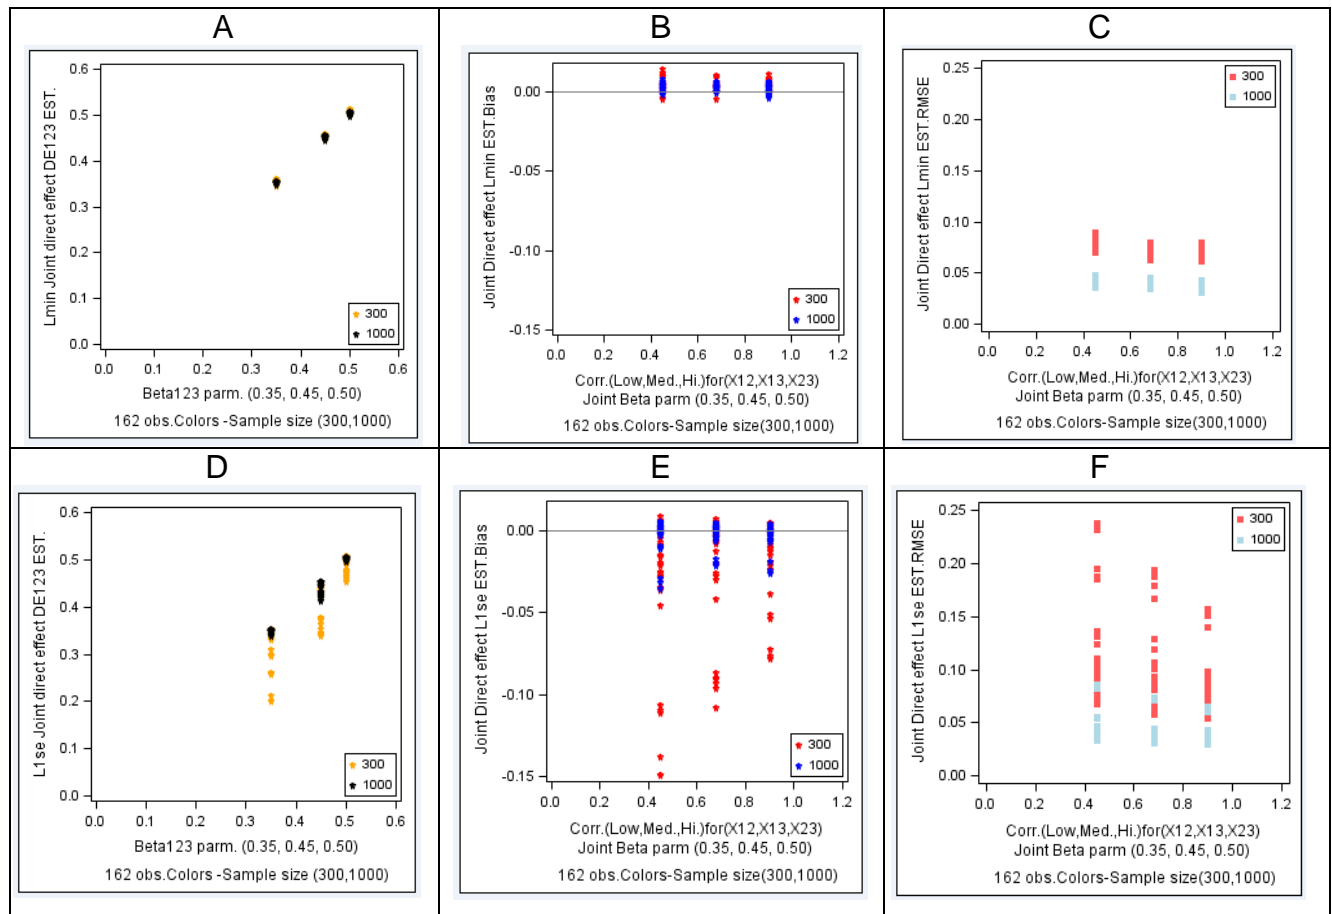 A
0.6
0.5
0.4
0.3
0.2
0.1
0.0
Lmin Joint direct effect DE123 EST.
300
1000
0.0 0.1 0.2 0.3 0.4 0.5 0.6
Beta123 parm. (0.35, 0.45, 0.50)
162 obs.Colors -Sample size (300,1000)
B
0.00
-0.05
-0.10
-0.15
Joint Direct effect Lmin EST.Bias
300
1000
0.0 0.2 0.4 0.6 0.8 1.0 1.2
Corr.(Low,Med.,Hi.)for(X12,X13,X23)
Joint Beta parm (0.35, 0.45, 0.50)
162 obs.Colors-Sample size(300,1000)
C
0.25
0.20
0.15
0.10
0.05
0.00
Joint Direct effect Lmin EST.RMSE
300
1000
0.0 0.2 0.4 0.6 0.8 1.0 1.2
Corr.(Low,Med.,Hi.)for(X12,X13,X23)
Joint Beta parm (0.35, 0.45, 0.50)
162 obs.Colors-Sample size(300,1000)
D
0.6
0.5
0.4
0.3
0.2
0.1
0.0
L1se Joint direct effect DE123 EST.
300
1000
0.0 0.1 0.2 0.3 0.4 0.5 0.6
Beta123 parm. (0.35, 0.45, 0.50)
162 obs.Colors -Sample size (300,1000)
E
0.00
-0.05
-0.10
-0.15
Joint Direct effect L1se EST.Bias
300
1000
0.0 0.2 0.4 0.6 0.8 1.0 1.2
Corr.(Low,Med.,Hi.)for(X12,X13,X23)
Joint Beta parm (0.35, 0.45, 0.50)
162 obs.Colors-Sample size(300,1000)
F
0.25
0.20
0.15
0.10
0.05
0.00
Joint Direct effect L1se EST.RMSE
300
1000
0.0 0.2 0.4 0.6 0.8 1.0 1.2
Corr.(Low,Med.,Hi.)for(X12,X13,X23)
Joint Beta parm (0.35, 0.45, 0.50)
162 obs.Colors-Sample size(300,1000)